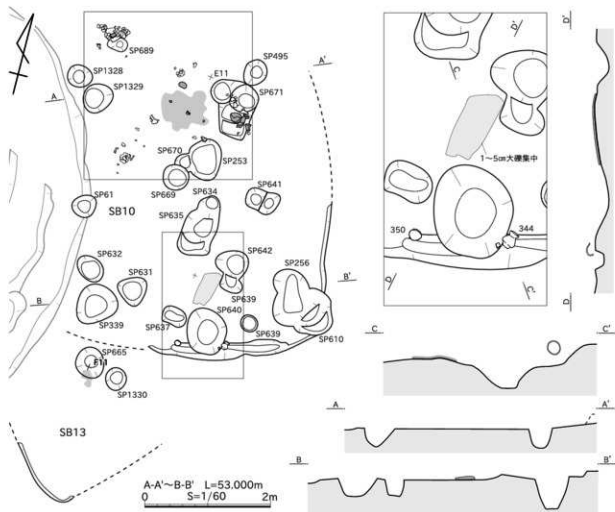 SP689
SP1328
SP1329
E11
SP495
SP671
A
A'
SP670
SP253
SP669
SP634
SP641
SP61
SB10
SP635
SP632
SP642
SP256
SP631
B
B'
SP339
SP639
SP637
SP640
SP639
SP610
SP665
E11
SP1330
SB13
A-A'~B-B' L=53,000m
S=1/60
0
2m
D'
C
1~5cm大礫集中
350
344
D
C'
D'
D
C
C'
A
A'
B
B'